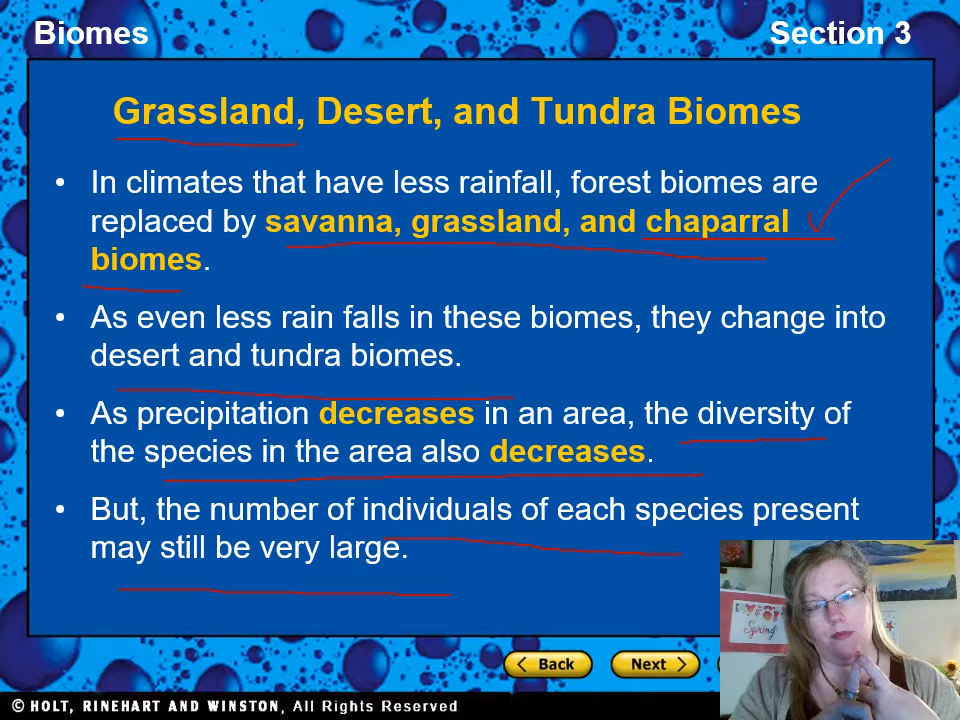 Biomes
Section 3
Grassland, Desert, and Tundra Biomes
• In climates that have less rainfall, forest biomes are
replaced by savanna, grassland, and chaparral
biomes.
• As even less rain falls in these biomes, they change into
desert and tundra biomes.
• As precipitation decreases in an area, the diversity of
the species in the area also decreases.
• But, the number of individuals of each species present
may still be very large.
Spring
< Back
Next >
© HOLT, RINEHART AND WINSTON, All Rights Reserved